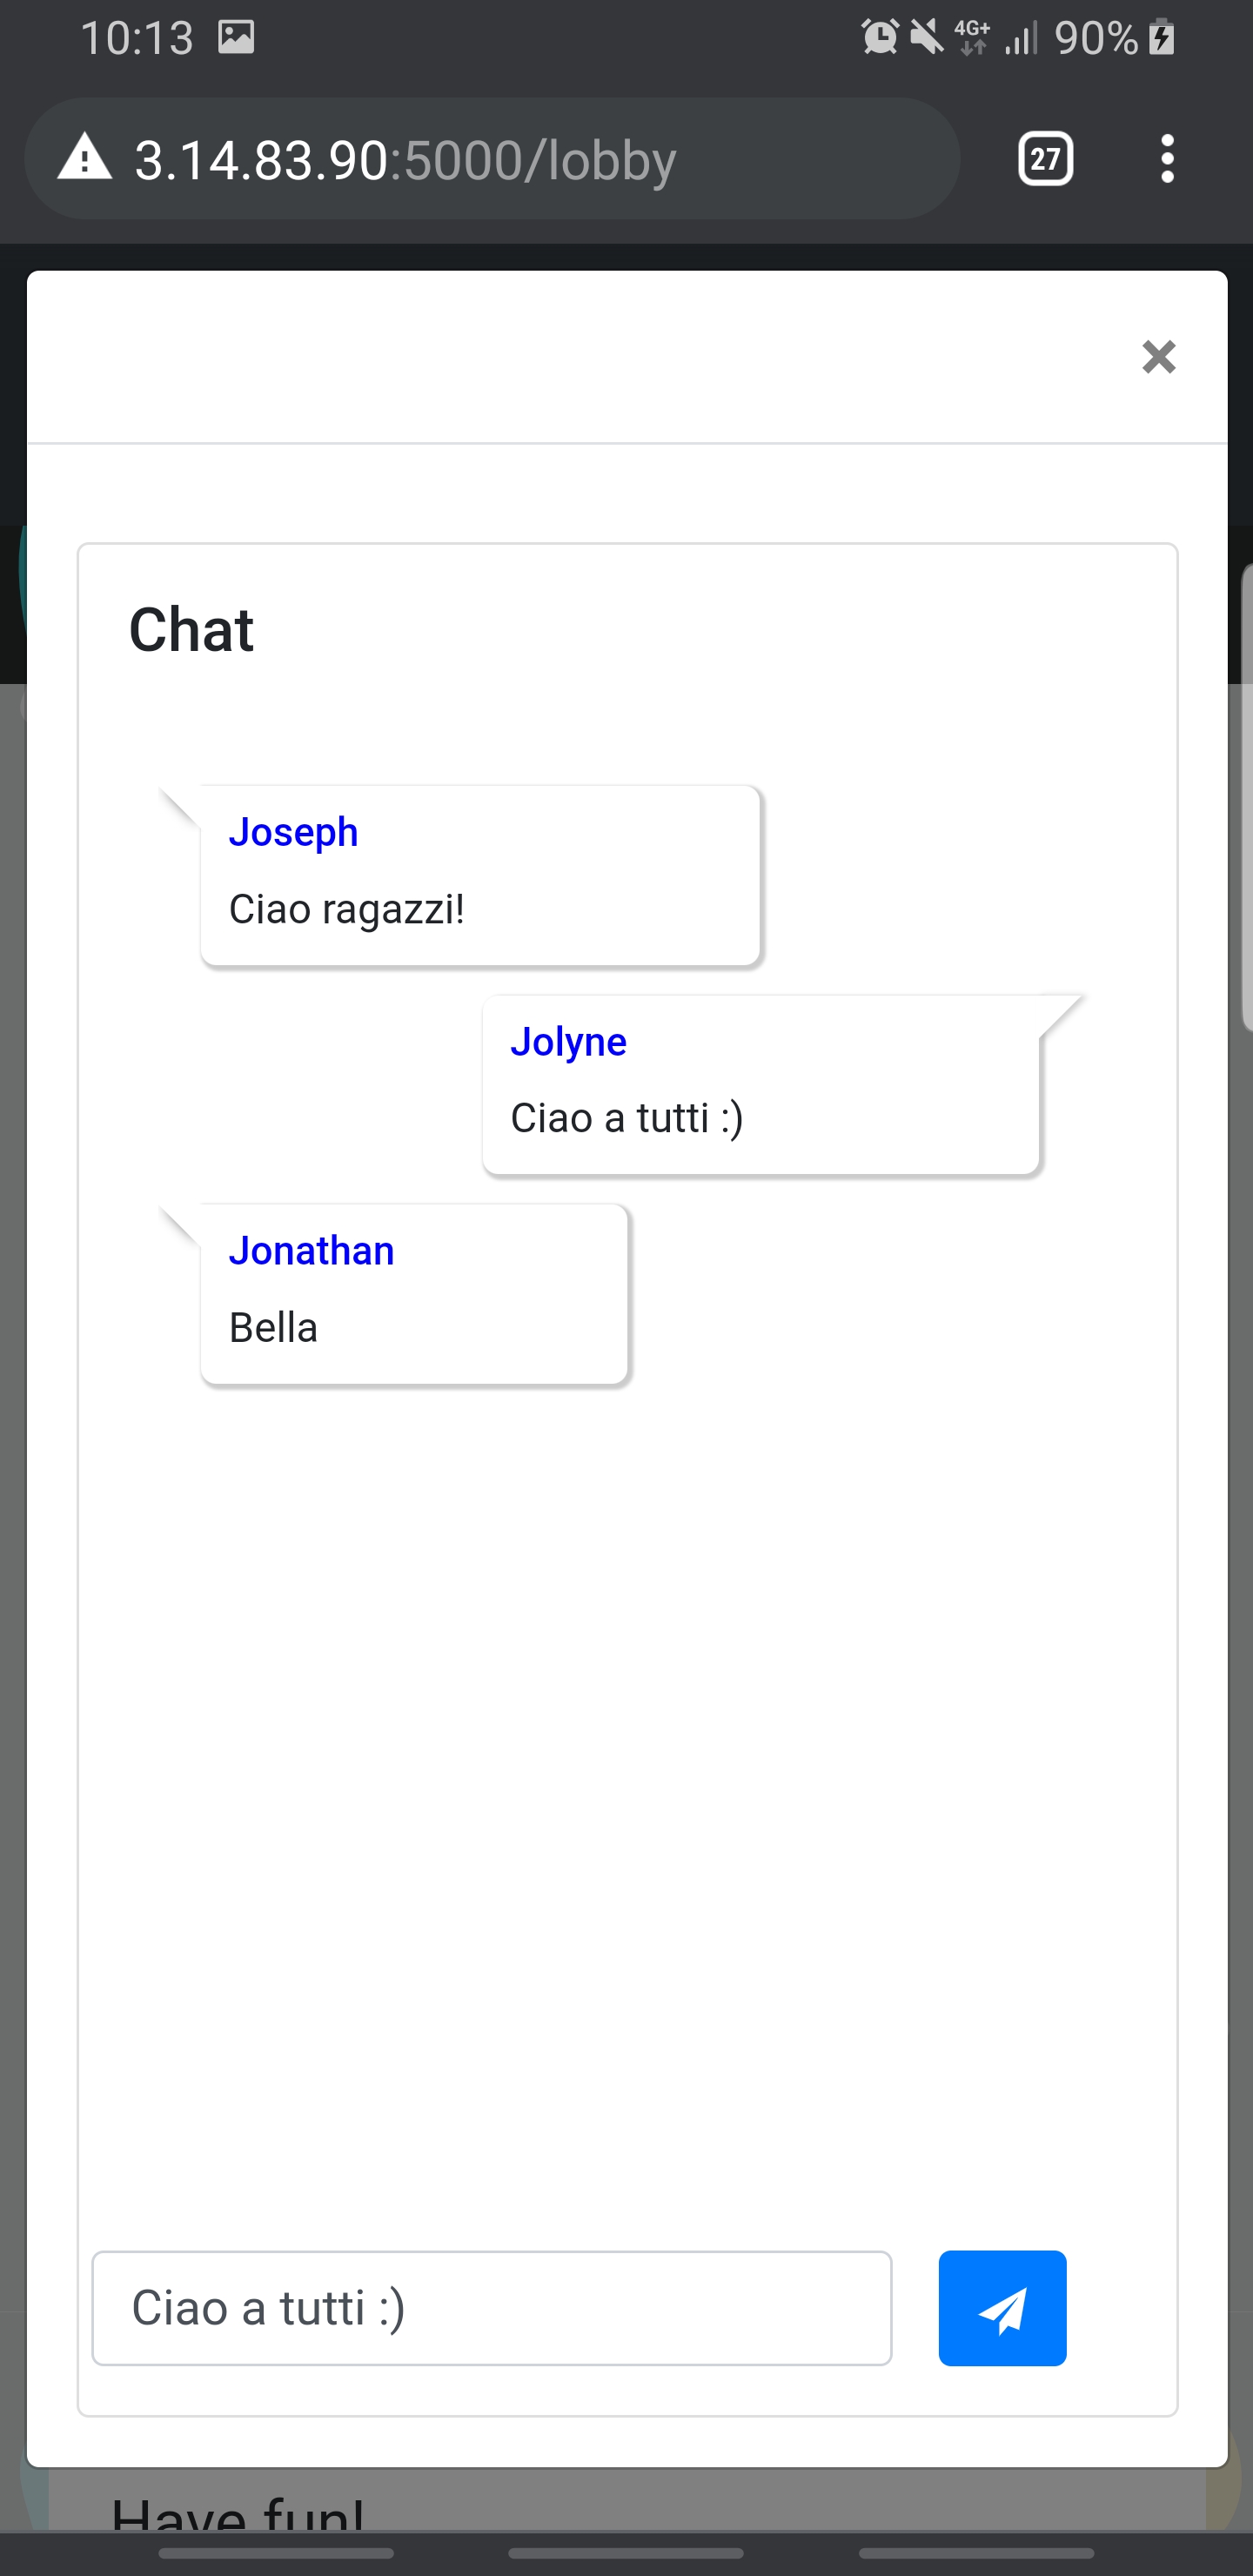 10:13 4G+ 90%
3.14.83.90:5000/lobby 27
×
Chat
Joseph
Ciao ragazzi!
Jolyne
Ciao a tutti :)
Jonathan
Bella
Ciao a tutti :)
Have fun!